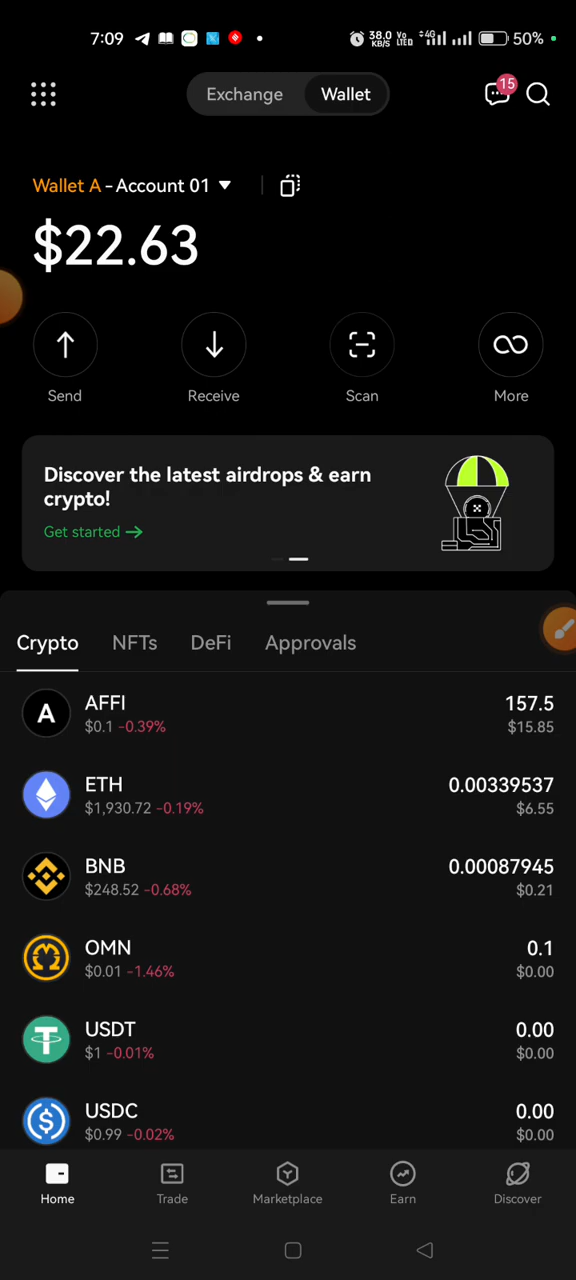 7:09
38.0 KB/S Vo LTED 4G 50%
Exchange Wallet 15
Wallet A - Account 01
$22.63
Send Receive Scan More
Discover the latest airdrops & earn
crypto!
Get started →
Crypto NFTs DeFi Approvals
A AFFI 157.5
$0.1 -0.39% $15.85
ETH 0.00339537
$1,930.72 -0.19% $6.55
BNB 0.00087945
$248.52 -0.68% $0.21
OMN 0.1
$0.01 -1.46% $0.00
USDT 0.00
$1 -0.01% $0.00
USDC 0.00
$0.99 -0.02% $0.00
Home Trade Marketplace Earn Discover